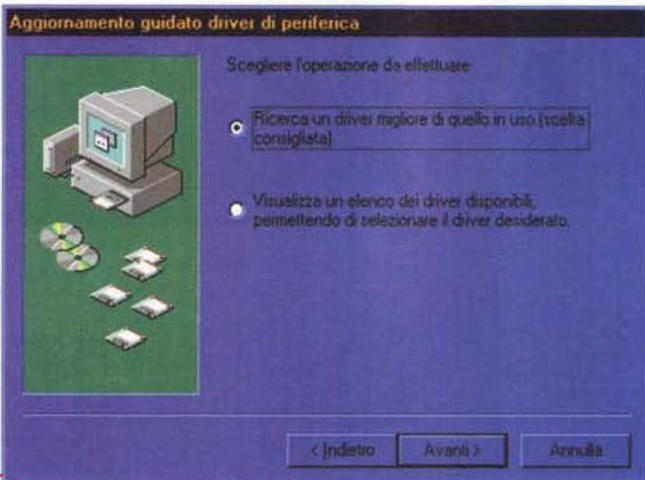 Aggiornamento guidato driver di periferica
Scegliere l'operazione da effettuare
Ricerca un driver migliore di quello in uso (scelta
consigliata)
Visualizza un elenco dei driver disponibili,
permettendo di selezionare il driver desiderato.
< Indietro
Avanti >
Annulla